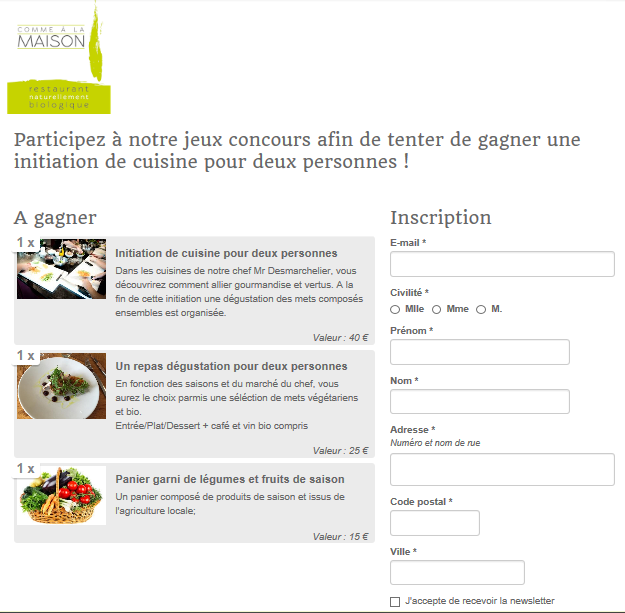 COMME À LA
MAISON
restaurant
naturellement
biologique
Participez à notre jeux concours afin de tenter de gagner une
initiation de cuisine pour deux personnes !
A gagner
1 x
Initiation de cuisine pour deux personnes
Dans les cuisines de notre chef Mr Desmarchelier, vous
découvrirez comment allier gourmandise et vertus. A la
fin de cette initiation une dégustation des mets composés
ensembles est organisée.
Valeur : 40 €
1 x
Un repas dégustation pour deux personnes
En fonction des saisons et du marché du chef, vous
aurez le choix parmis une séléction de mets végétariens
et bio.
Entrée/Plat/Dessert + café et vin bio compris
Valeur : 25 €
1 x
Panier garni de légumes et fruits de saison
Un panier composé de produits de saison et issus de
l'agriculture locale;
Valeur : 15 €
Inscription
E-mail *
Civilité *
Mlle Mme M.
Prénom *
Nom *
Adresse *
Numéro et nom de rue
Code postal *
Ville *
J'accepte de recevoir la newsletter